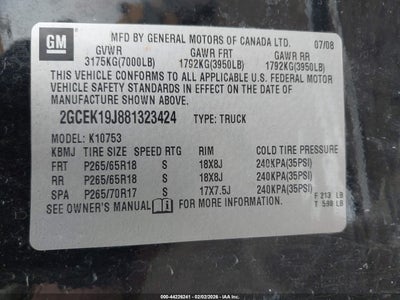 GM
MFD BY GENERAL MOTORS OF CANADA LTD. 07/08
GVWR GAWR FRT GAWR RR
3175KG(7000LB) 1792KG(3950LB) 1792KG(3950LB)
THIS VEHICLE CONFORMS TO ALL APPLICABLE U.S. FEDERAL MOTOR
VEHICLE SAFETY STANDARDS IN EFFECT ON THE DATE OF
MANUFACTURE SHOWN ABOVE.
2GCEK19J881323424 TYPE: TRUCK
MODEL: K10753
KBMJ TIRE SIZE SPEED RTG RIM COLD TIRE PRESSURE
FRT P265/65R18 S 18X8J 240KPA(35PSI)
RR P265/65R18 S 18X8J 240KPA(35PSI)
SPA P265/70R17 S 17X7.5J 240KPA(35PSI)
SEE OWNER'S MANUAL FOR MORE INFORMATION.
F 213 LB
T 590 LB
000-44226241 - 02/02/2026 - IAA, Inc.